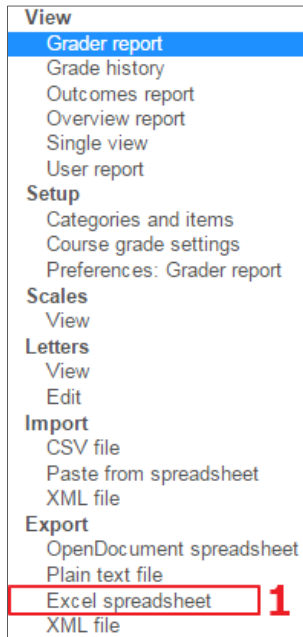 View
Grader report
Grade history
Outcomes report
Overview report
Single view
User report
Setup
Categories and items
Course grade settings
Preferences: Grader report
Scales
View
Letters
View
Edit
Import
CSV file
Paste from spreadsheet
XML file
Export
OpenDocument spreadsheet
Plain text file
Excel spreadsheet 1
XML file